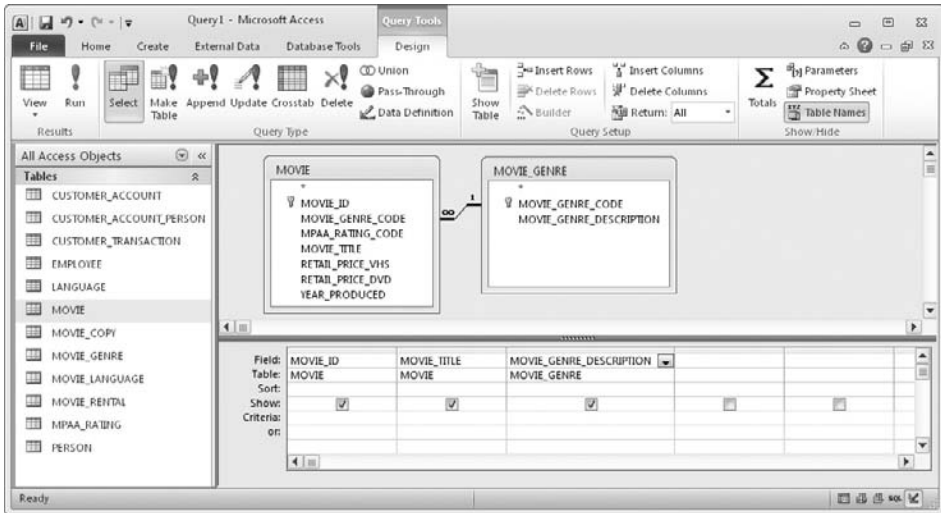 Query1 - Microsoft Access
Query Tools
File Home Create External Data Database Tools Design
View
Run
Select
Make Table
Append
Update
Crosstab
Delete
Union
Pass-Through
Data Definition
Show Table
Insert Rows
Delete Rows
Builder
Insert Columns
Delete Columns
Return: All
Totals
Parameters
Property Sheet
Table Names
Results
Query Type
Query Setup
Show/Hide
All Access Objects
Tables
CUSTOMER_ACCOUNT
CUSTOMER_ACCOUNT_PERSON
CUSTOMER_TRANSACTION
EMPLOYEE
LANGUAGE
MOVIE
MOVIE_COPY
MOVIE_GENRE
MOVIE_LANGUAGE
MOVIE_RENTAL
MPAA_RATING
PERSON
MOVIE
*
MOVIE_ID
MOVIE_GENRE_CODE
MPAA_RATING_CODE
MOVIE_TITLE
RETAIL_PRICE_VHS
RETAIL_PRICE_DVD
YEAR_PRODUCED
∞ 1
MOVIE_GENRE
*
MOVIE_GENRE_CODE
MOVIE_GENRE_DESCRIPTION
Field: MOVIE_ID MOVIE_TITLE MOVIE_GENRE_DESCRIPTION
Table: MOVIE MOVIE MOVIE_GENRE
Sort:
Show:
Criteria:
or:
Ready
SQL